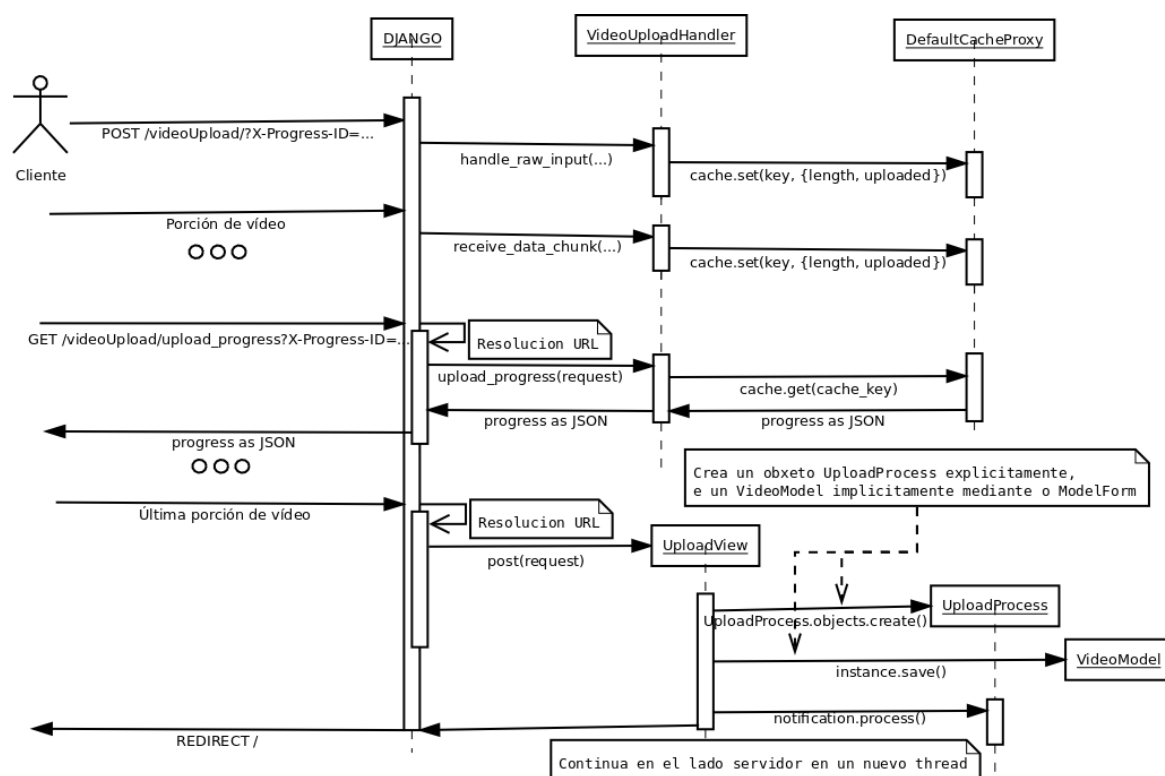 DJANGO
VideoUploadHandler
DefaultCacheProxy
Cliente
POST /videoUpload/?X-Progress-ID=...
handle_raw_input(...)
cache.set(key, {length, uploaded})
Porción de vídeo
receive_data_chunk(...)
cache.set(key, {length, uploaded})
GET /videoUpload/upload_progress?X-Progress-ID=...
Resolucion URL
upload_progress(request)
cache.get(cache_key)
progress as JSON
progress as JSON
progress as JSON
Crea un obxeto UploadProcess explicitamente,
e un VideoModel implicitamente mediante o ModelForm
Última porción de vídeo
Resolucion URL
post(request)
UploadView
UploadProcess.objects.create()
UploadProcess
instance.save()
VideoModel
notification.process()
REDIRECT /
Continua en el lado servidor en un nuevo thread